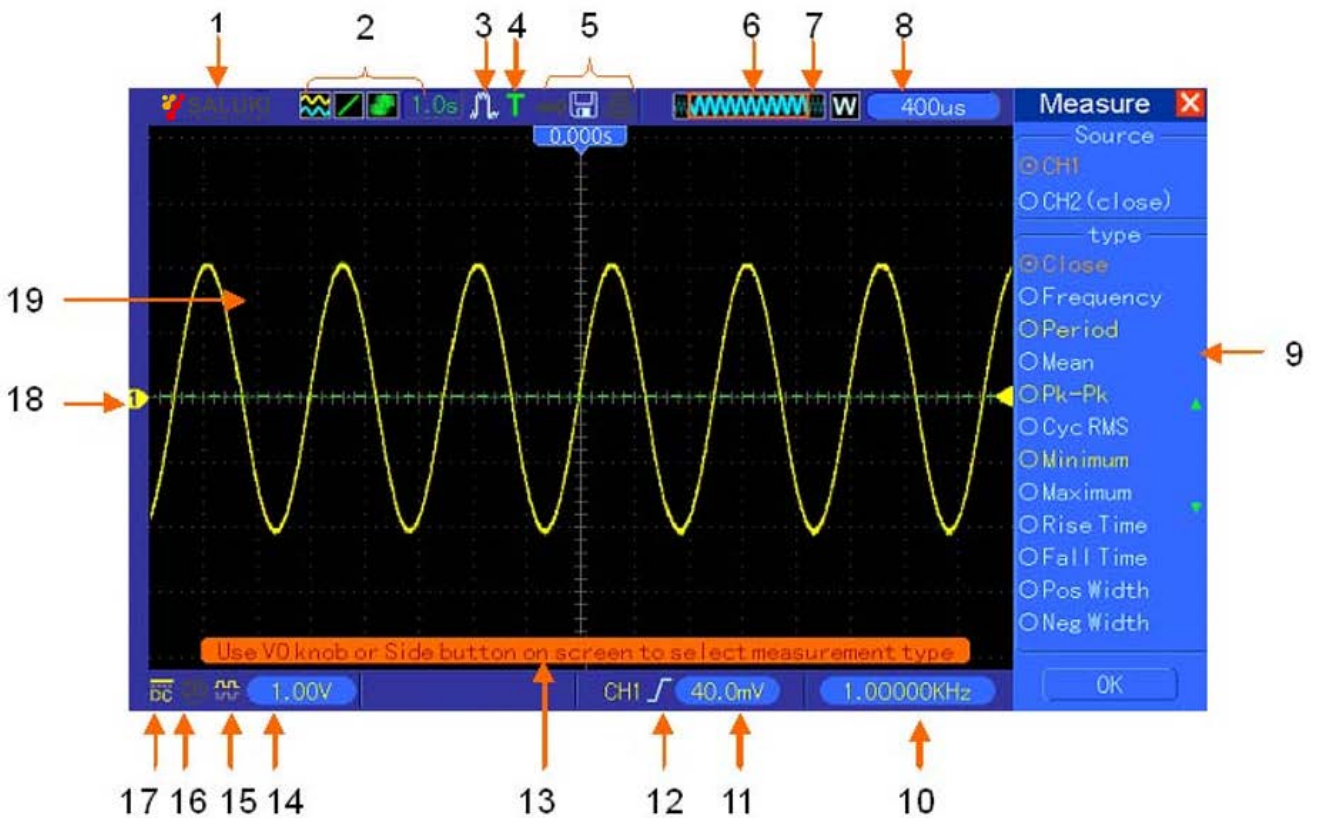 1 2 3 4 5 6 7 8
SALUKI 1.0s T W 400us
0.000s
Measure X
Source
CH1
CH2(close)
type
Close
Frequency
Period
Mean
Pk-Pk
Cyc RMS
Minimum
Maximum
Rise Time
Fall Time
Pos Width
Neg Width
OK
19
18
1
9
Use V0 knob or Side button on screen to select measurement type
DC 1.00V CH1 40.0mV 1.00000KHz
17 16 15 14 13 12 11 10